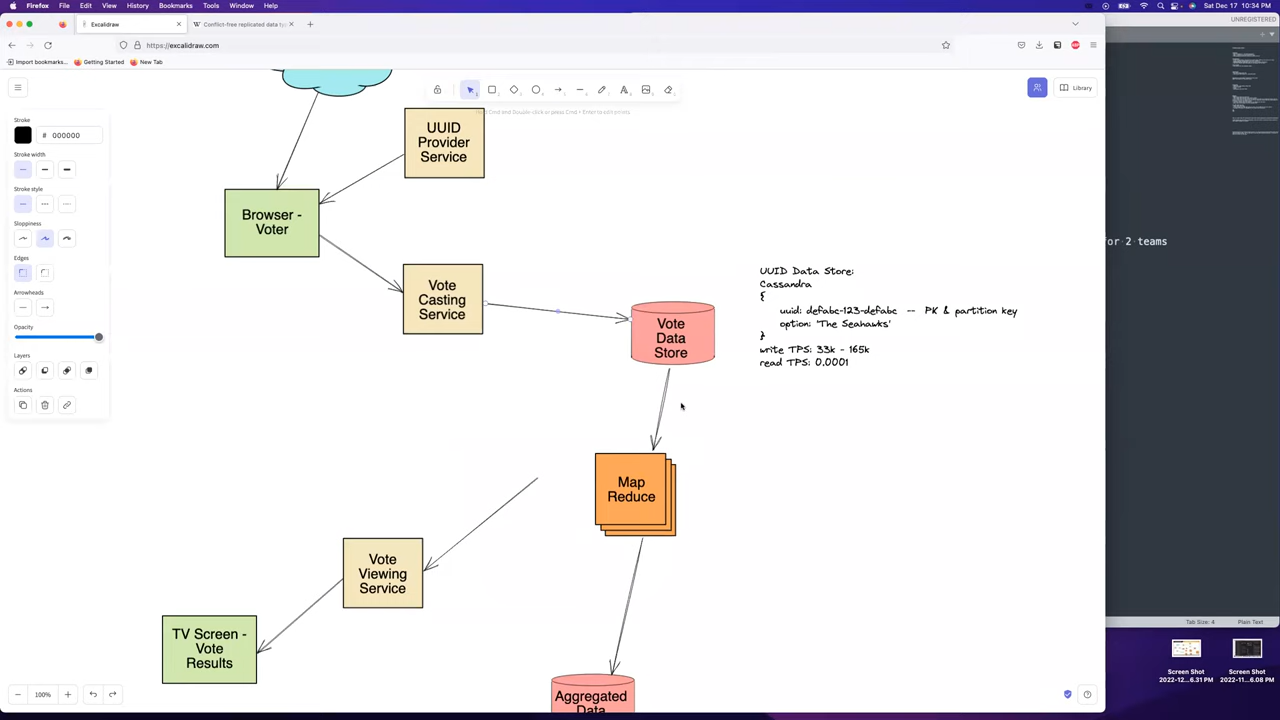 Firefox File Edit View History Bookmarks Tools Window Help
Sat Dec 17 10:34 PM
Excalidraw
Conflict-free replicated data typ
UNREGISTERED
https://excalidraw.com
Import bookmarks...
Getting Started
New Tab
Library
Stroke
# 000000
Stroke width
Stroke style
Sloppiness
Edges
Arrowheads
Opacity
Layers
Actions
UUID
Provider
Service
Browser -
Voter
Vote
Casting
Service
Vote
Data
Store
UUID Data Store:
Cassandra
{
uuid: defabc-123-defabc -- PK & partition key
option: 'The Seahawks'
}
write TPS: 33k - 165k
read TPS: 0.0001
for 2 teams
Map
Reduce
Vote
Viewing
Service
TV Screen -
Vote
Results
Aggregated
Data
100%
Tab Size: 4
Plain Text
Screen Shot
2022-12...6.31 PM
Screen Shot
2022-11...6.08 PM